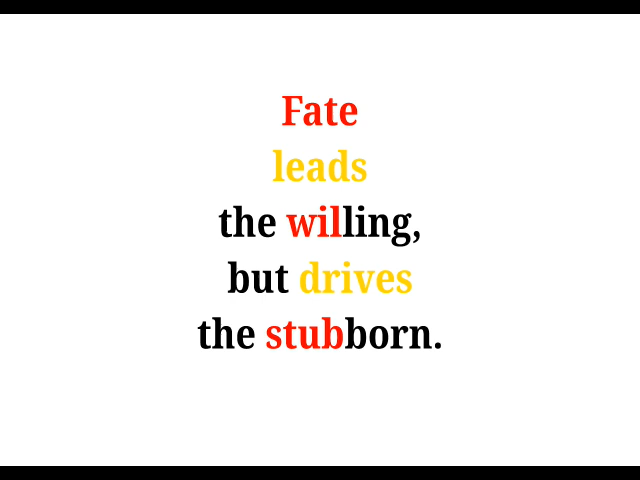 Fate
leads
the willing,
but drives
the stubborn.